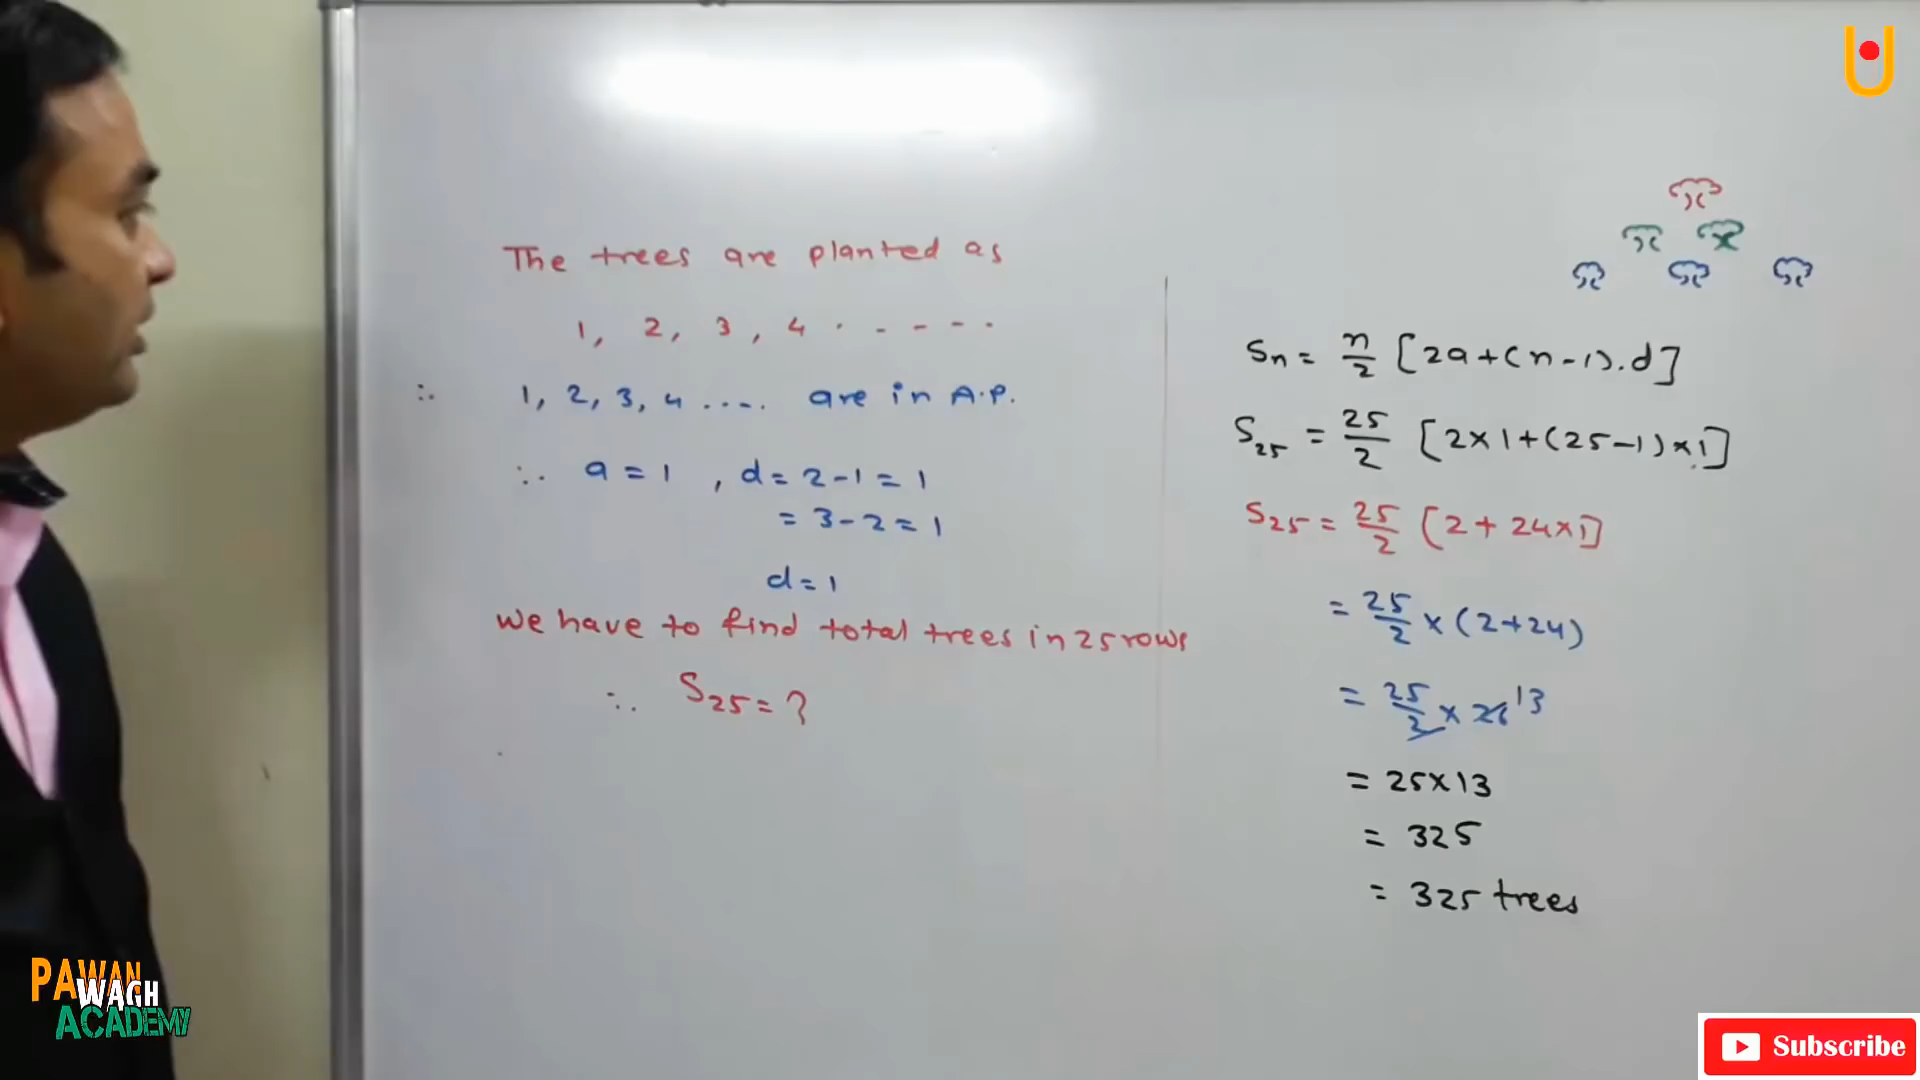 The trees are planted as
1, 2, 3, 4 · - - - ·
∴ 1, 2, 3, 4 .... are in A.P.
∴ a = 1 , d = 2-1 = 1
= 3-2 = 1
d = 1
We have to find total trees in 25 rows
∴ S25 = ?
Sn = n/2 [2a+(n-1).d]
S25 = 25/2 [2×1+(25-1)×1]
S25 = 25/2 [2+24×1]
= 25/2 × (2+24)
= 25/2 × 26 13
= 25×13
= 325
= 325 trees
PAWAN
WAGH
ACADEMY
Subscribe